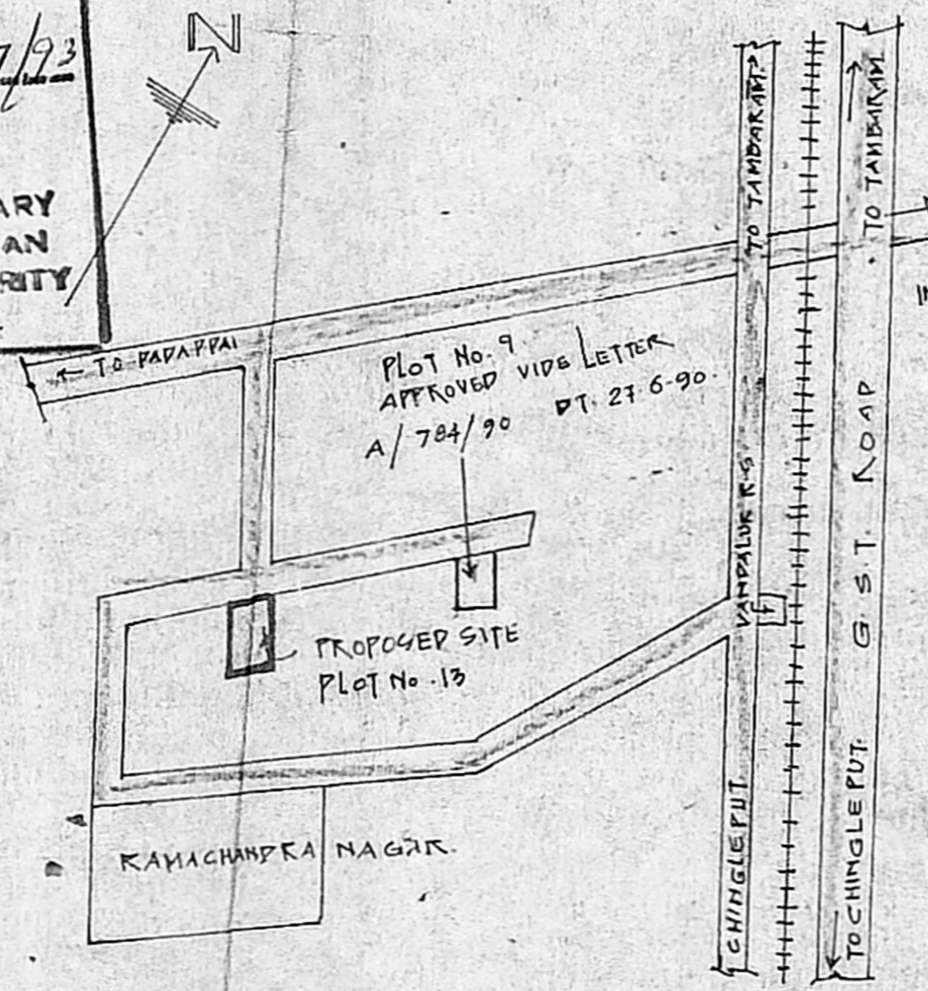 7/93
N
ARY
AN
RITY
← TO PADAPPAI
PLOT No. 9
APPROVED VIDE LETTER
A/784/90 DT. 27.6-90.
TO TAMBARAM
TO TAMBARAM
VANDALUR R.S
G.S.T. ROAD
PROPOSED SITE
PLOT No. 13
RAMACHANDRA NAGAR.
CHINGLEPUT
TO CHINGLEPUT.